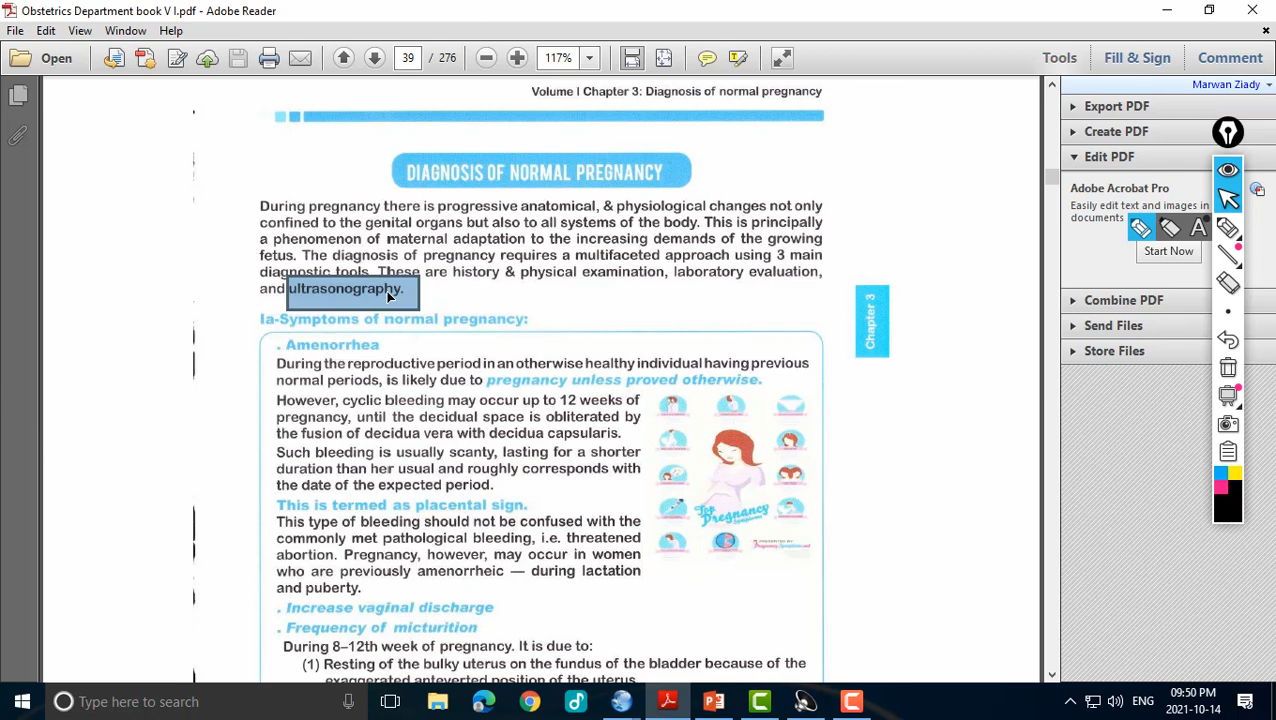 Obstetrics Department book V I.pdf - Adobe Reader
File Edit View Window Help
Open 39 / 276 117% Tools Fill & Sign Comment
Marwan Ziady
Volume I Chapter 3: Diagnosis of normal pregnancy
DIAGNOSIS OF NORMAL PREGNANCY
During pregnancy there is progressive anatomical, & physiological changes not only
confined to the genital organs but also to all systems of the body. This is principally
a phenomenon of maternal adaptation to the increasing demands of the growing
fetus. The diagnosis of pregnancy requires a multifaceted approach using 3 main
diagnostic tools. These are history & physical examination, laboratory evaluation,
and ultrasonography.
Ia-Symptoms of normal pregnancy:
. Amenorrhea
During the reproductive period in an otherwise healthy individual having previous
normal periods, is likely due to pregnancy unless proved otherwise.
However, cyclic bleeding may occur up to 12 weeks of
pregnancy, until the decidual space is obliterated by
the fusion of decidua vera with decidua capsularis.
Such bleeding is usually scanty, lasting for a shorter
duration than her usual and roughly corresponds with
the date of the expected period.
This is termed as placental sign.
This type of bleeding should not be confused with the
commonly met pathological bleeding, i.e. threatened
abortion. Pregnancy, however, may occur in women
who are previously amenorrheic — during lactation
and puberty.
Top
Pregnancy
Symptoms
. Increase vaginal discharge
. Frequency of micturition
During 8–12th week of pregnancy. It is due to:
(1) Resting of the bulky uterus on the fundus of the bladder because of the
exaggerated anteverted position of the uterus
Chapter 3
Export PDF
Create PDF
Edit PDF
Adobe Acrobat Pro
Easily edit text and images in
documents
A
Start Now
Combine PDF
Send Files
Store Files
Type here to search
ENG
09:50 PM
2021-10-14